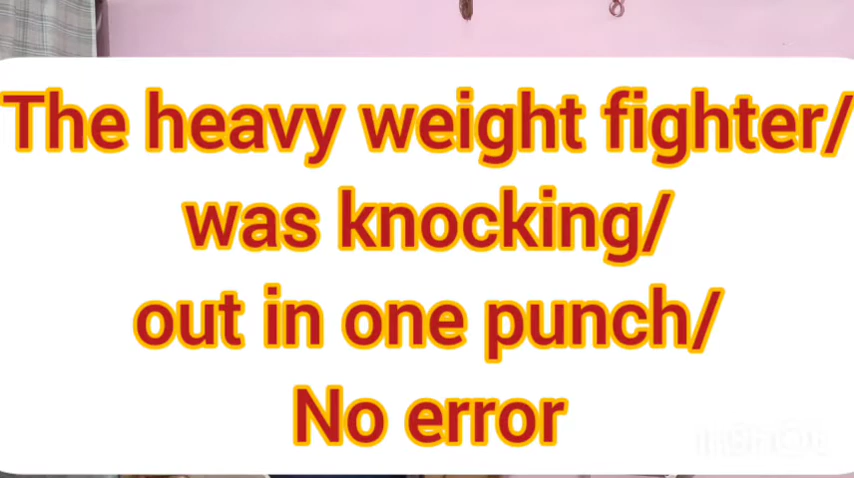 The heavy weight fighter/
was knocking/
out in one punch/
No error